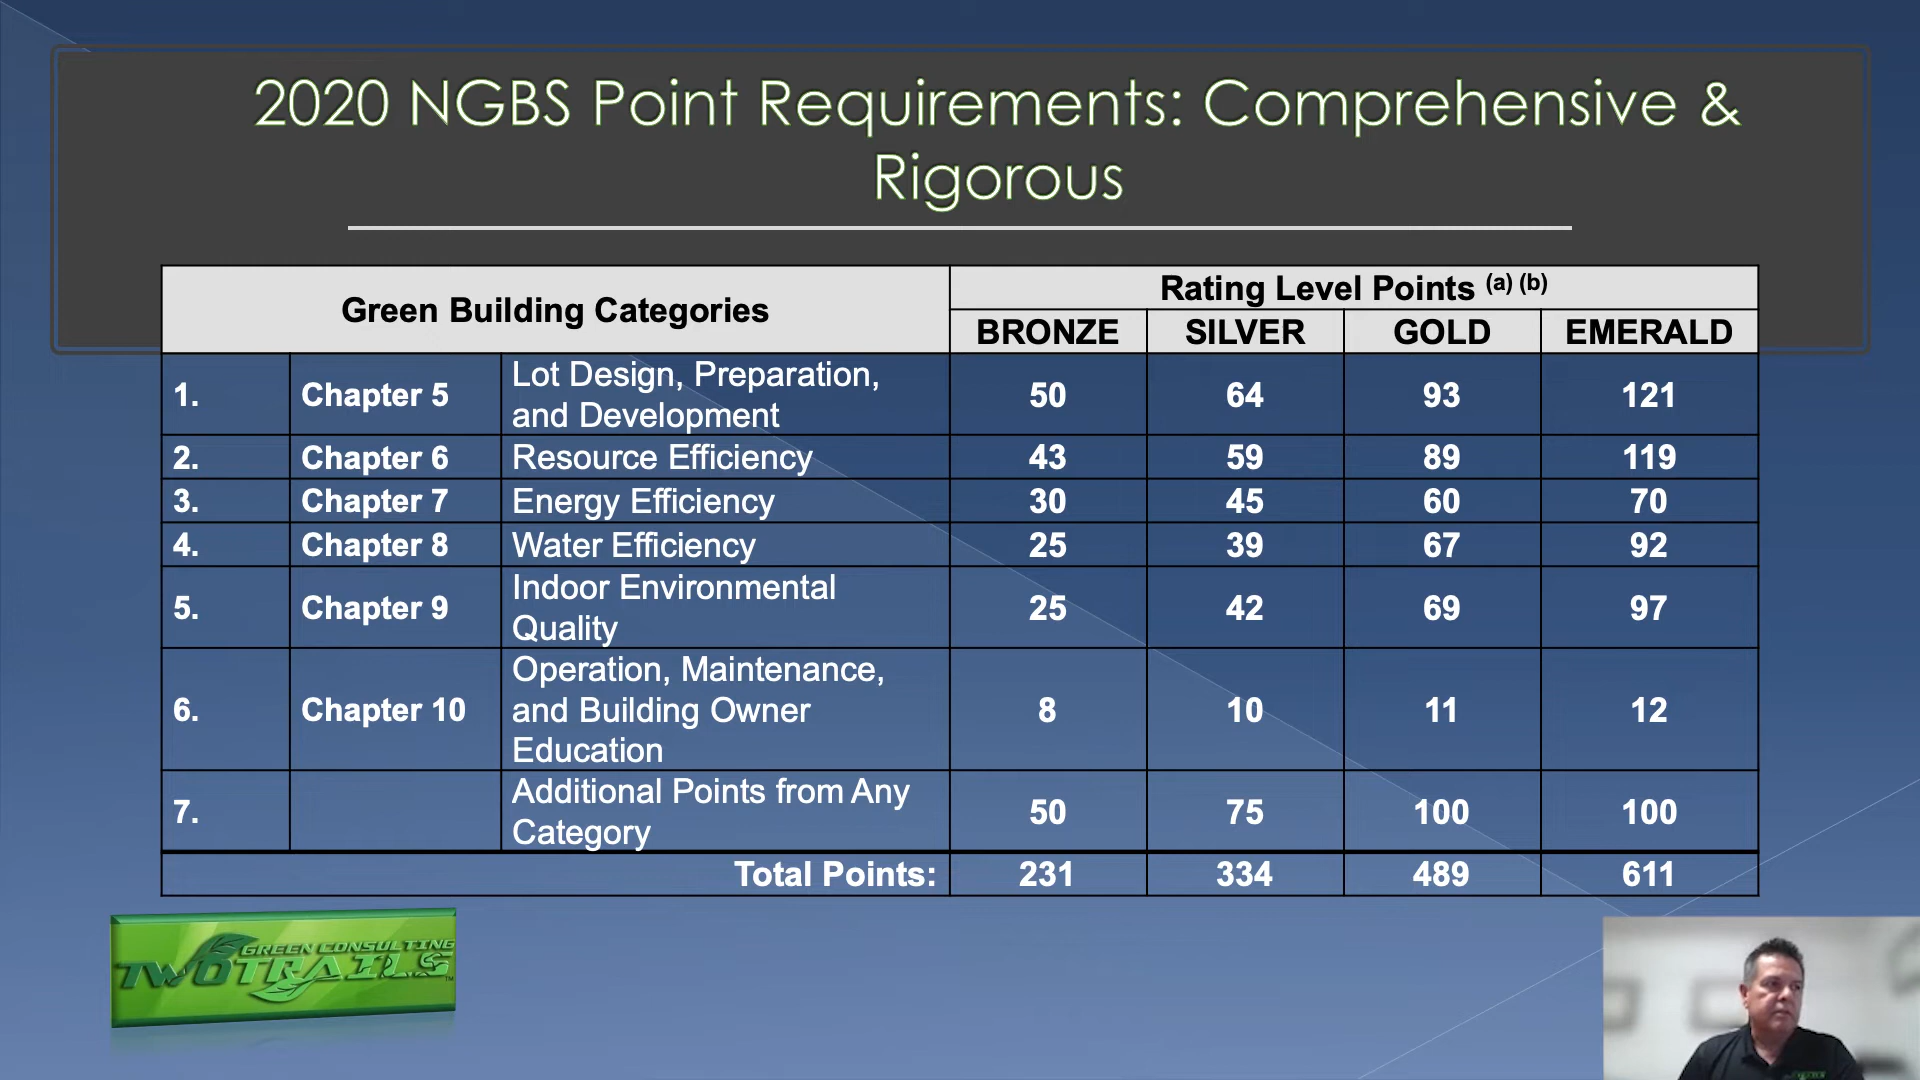 2020 NGBS Point Requirements: Comprehensive &
Rigorous
Green Building Categories
Rating Level Points (a) (b)
BRONZE SILVER GOLD EMERALD
1. Chapter 5 Lot Design, Preparation,
and Development 50 64 93 121
2. Chapter 6 Resource Efficiency 43 59 89 119
3. Chapter 7 Energy Efficiency 30 45 60 70
4. Chapter 8 Water Efficiency 25 39 67 92
5. Chapter 9 Indoor Environmental
Quality 25 42 69 97
6. Chapter 10 Operation, Maintenance,
and Building Owner
Education 8 10 11 12
7. Additional Points from Any
Category 50 75 100 100
Total Points: 231 334 489 611
GREEN CONSULTING
TWOTRAILS™